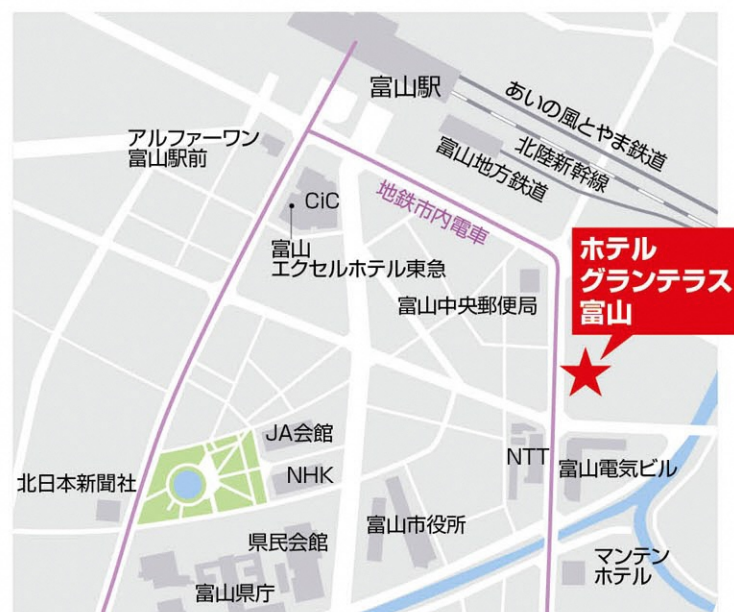 富山駅
あいの風とやま鉄道
北陸新幹線
富山地方鉄道
アルファーワン
富山駅前
CiC
富山
エクセルホテル東急
地鉄市内電車
ホテル
グランテラス
富山
富山中央郵便局
JA会館
NHK
NTT
富山電気ビル
北日本新聞社
富山市役所
県民会館
マンテン
ホテル
富山県庁